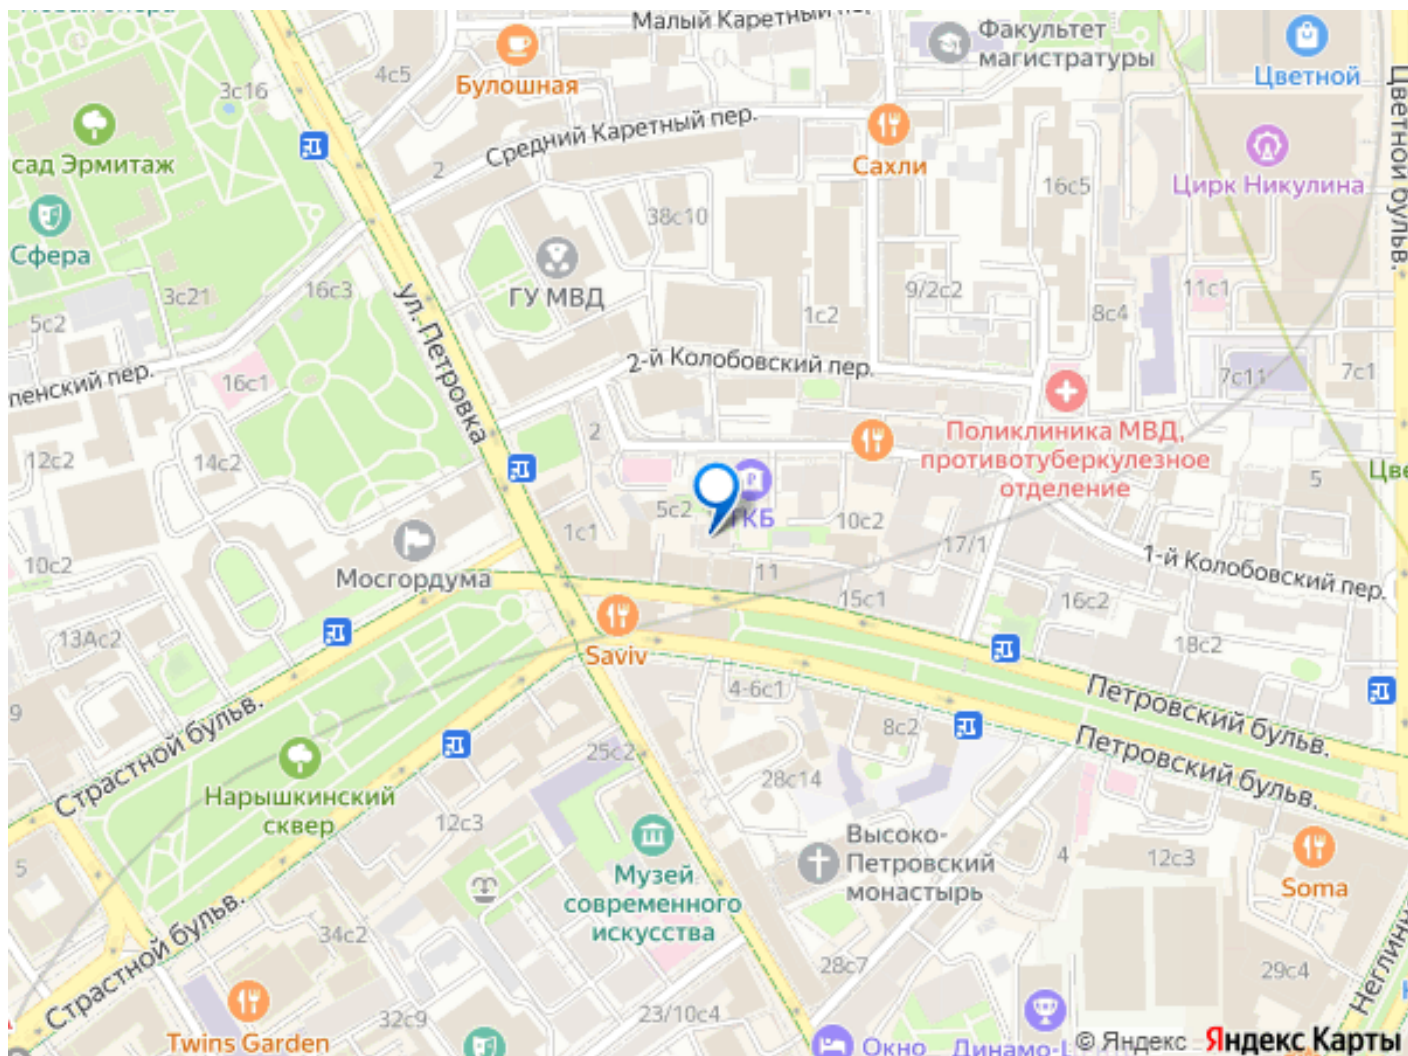 Малый Каретный пер.
Факультет
магистратуры
Цветной
Булошная
4с5
3с16
Цветной бульв.
сад Эрмитаж
Средний Каретный пер.
2
Сахли
16с5
Цирк Никулина
Сфера
38с10
ГУ МВД
3с21
16с3
5с2
ул. Петровка
1с2
9/2с2
8с4
11с1
2-й Колобовский пер.
7с11
7с1
пенский пер.
16с1
2
Поликлиника МВД,
противотуберкулезное
отделение
12с2
14с2
5
Цве
5с2
ТКБ
10с2
1с1
17/1
1-й Колобовский пер.
10с2
Мосгордума
11
15с1
16с2
13Ас2
18с2
Saviv
4-6с1
Петровский бульв.
9
8с2
Петровский бульв.
Страстной бульв.
25с2
28с14
Нарышкинский
сквер
12с3
Высоко-
Петровский
монастырь
4
12с3
5
Музей
современного
искусства
Soma
Страстной бульв.
34с2
28с7
29с4
Неглинн
32с9
23/10с4
Twins Garden
Окно
Динамо-
© Яндекс Яндекс Карты